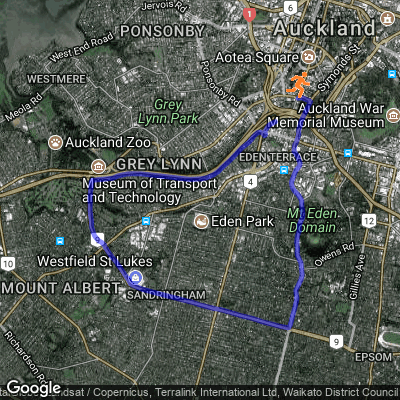 Jervois Rd
PONSONBY
1
6
Auckland
West End Road
Aotea Square
Symonds St
WESTMERE
Ponsonby Rd
Meola Rd
Grey
Lynn Park
Auckland War
Memorial Museum
Auckland Zoo
GREY LYNN
EDEN TERRACE
Museum of Transport
and Technology
4
Eden Park
Mt Eden
Domain
12
Owens Rd
Gillies Ave
10
Westfield St Lukes
MOUNT ALBERT
SANDRINGHAM
Richardson Rd
9
EPSOM
Google
dsat / Copernicus, Terralink International Ltd, Waikato District Council